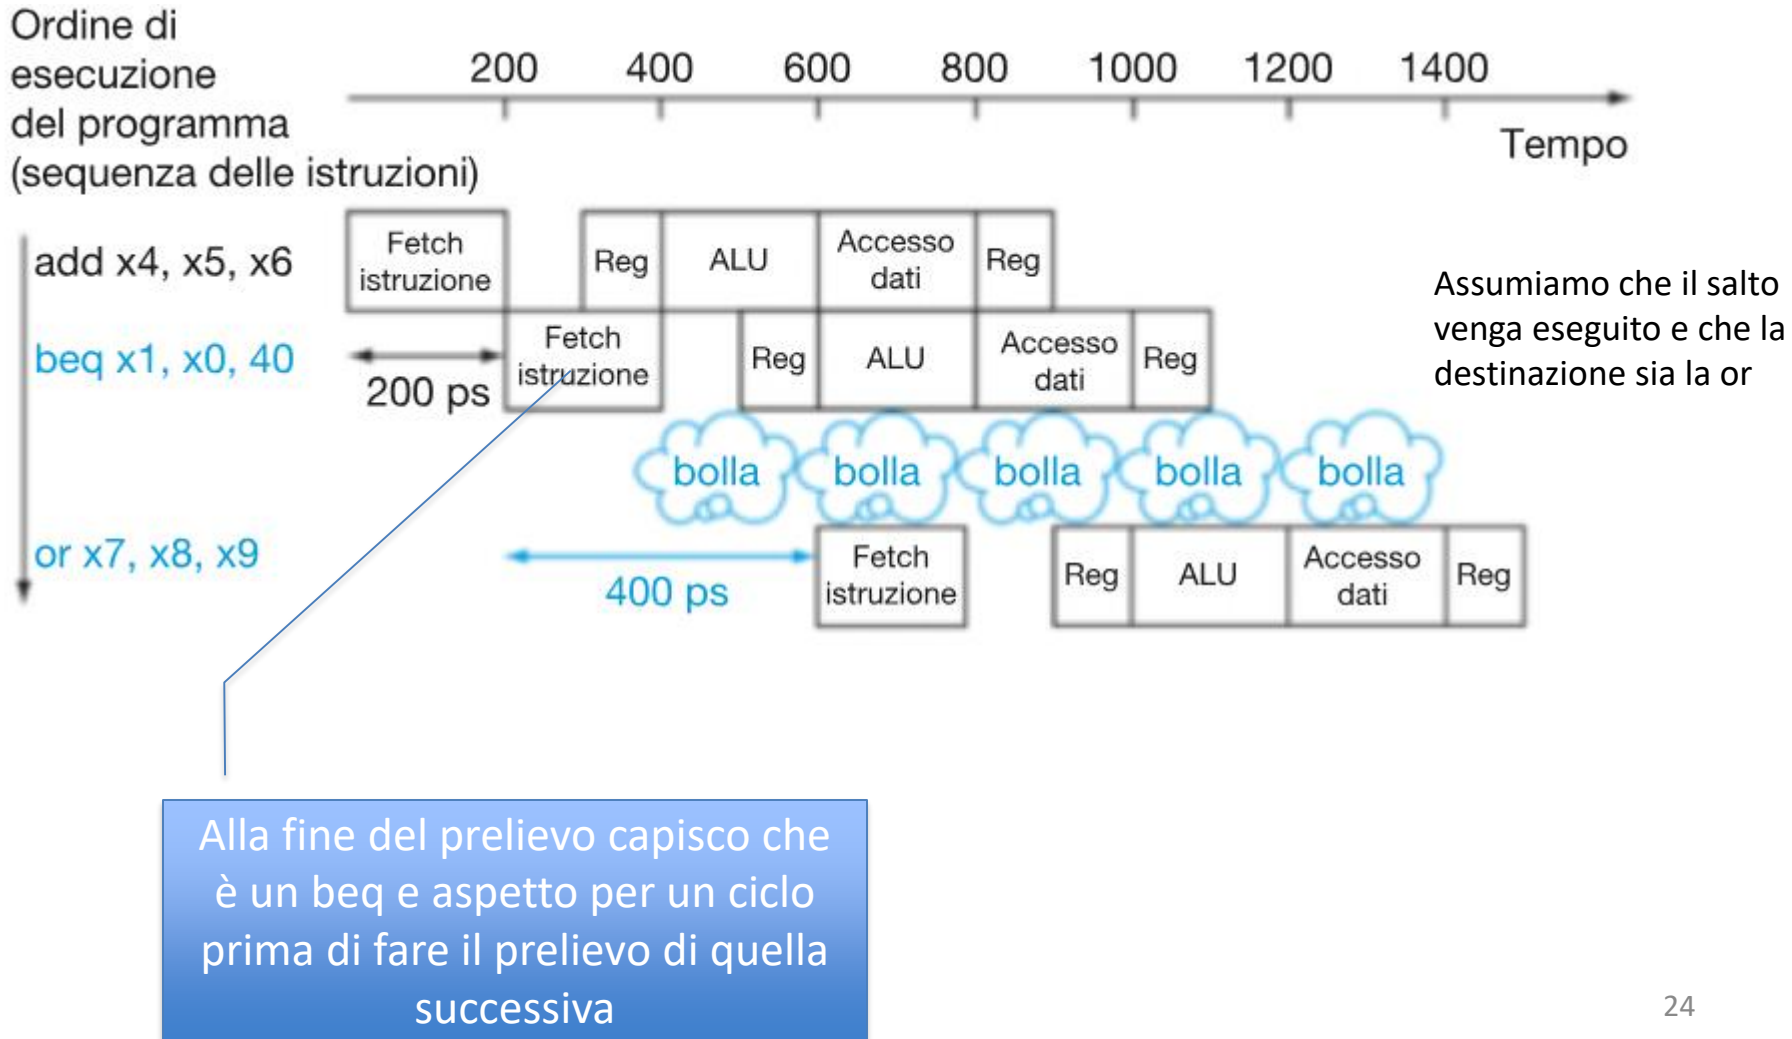 Ordine di
esecuzione
del programma
(sequenza delle istruzioni)
200 400 600 800 1000 1200 1400
Tempo
add x4, x5, x6
Fetch
istruzione
Reg
ALU
Accesso
dati
Reg
beq x1, x0, 40
200 ps
Fetch
istruzione
Reg
ALU
Accesso
dati
Reg
Assumiamo che il salto
venga eseguito e che la
destinazione sia la or
bolla bolla bolla bolla bolla
or x7, x8, x9
400 ps
Fetch
istruzione
Reg
ALU
Accesso
dati
Reg
Alla fine del prelievo capisco che
è un beq e aspetto per un ciclo
prima di fare il prelievo di quella
successiva
24